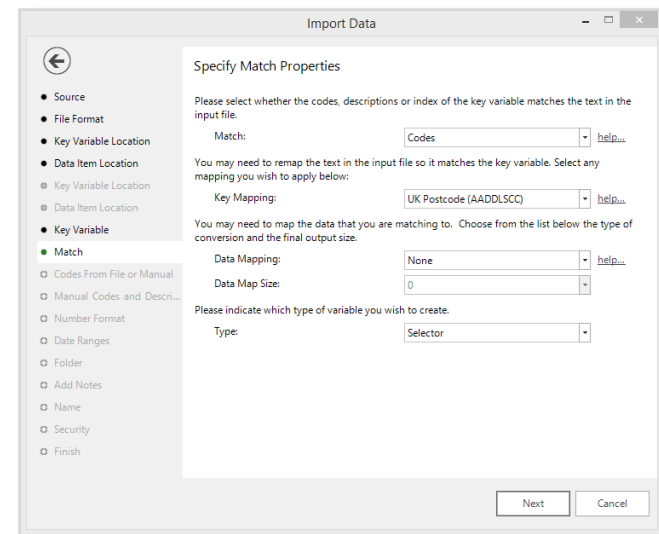 Import Data
Specify Match Properties
Source
File Format
Key Variable Location
Data Item Location
Key Variable Location
Data Item Location
Key Variable
Match
Codes From File or Manual
Manual Codes and Descri...
Number Format
Date Ranges
Folder
Add Notes
Name
Security
Finish
Please select whether the codes, descriptions or index of the key variable matches the text in the
input file.
Match: Codes help...
You may need to remap the text in the input file so it matches the key variable. Select any
mapping you wish to apply below:
Key Mapping: UK Postcode (AADDLSCC) help...
You may need to map the data that you are matching to. Choose from the list below the type of
conversion and the final output size.
Data Mapping: None help...
Data Map Size: 0
Please indicate which type of variable you wish to create.
Type: Selector
Next Cancel